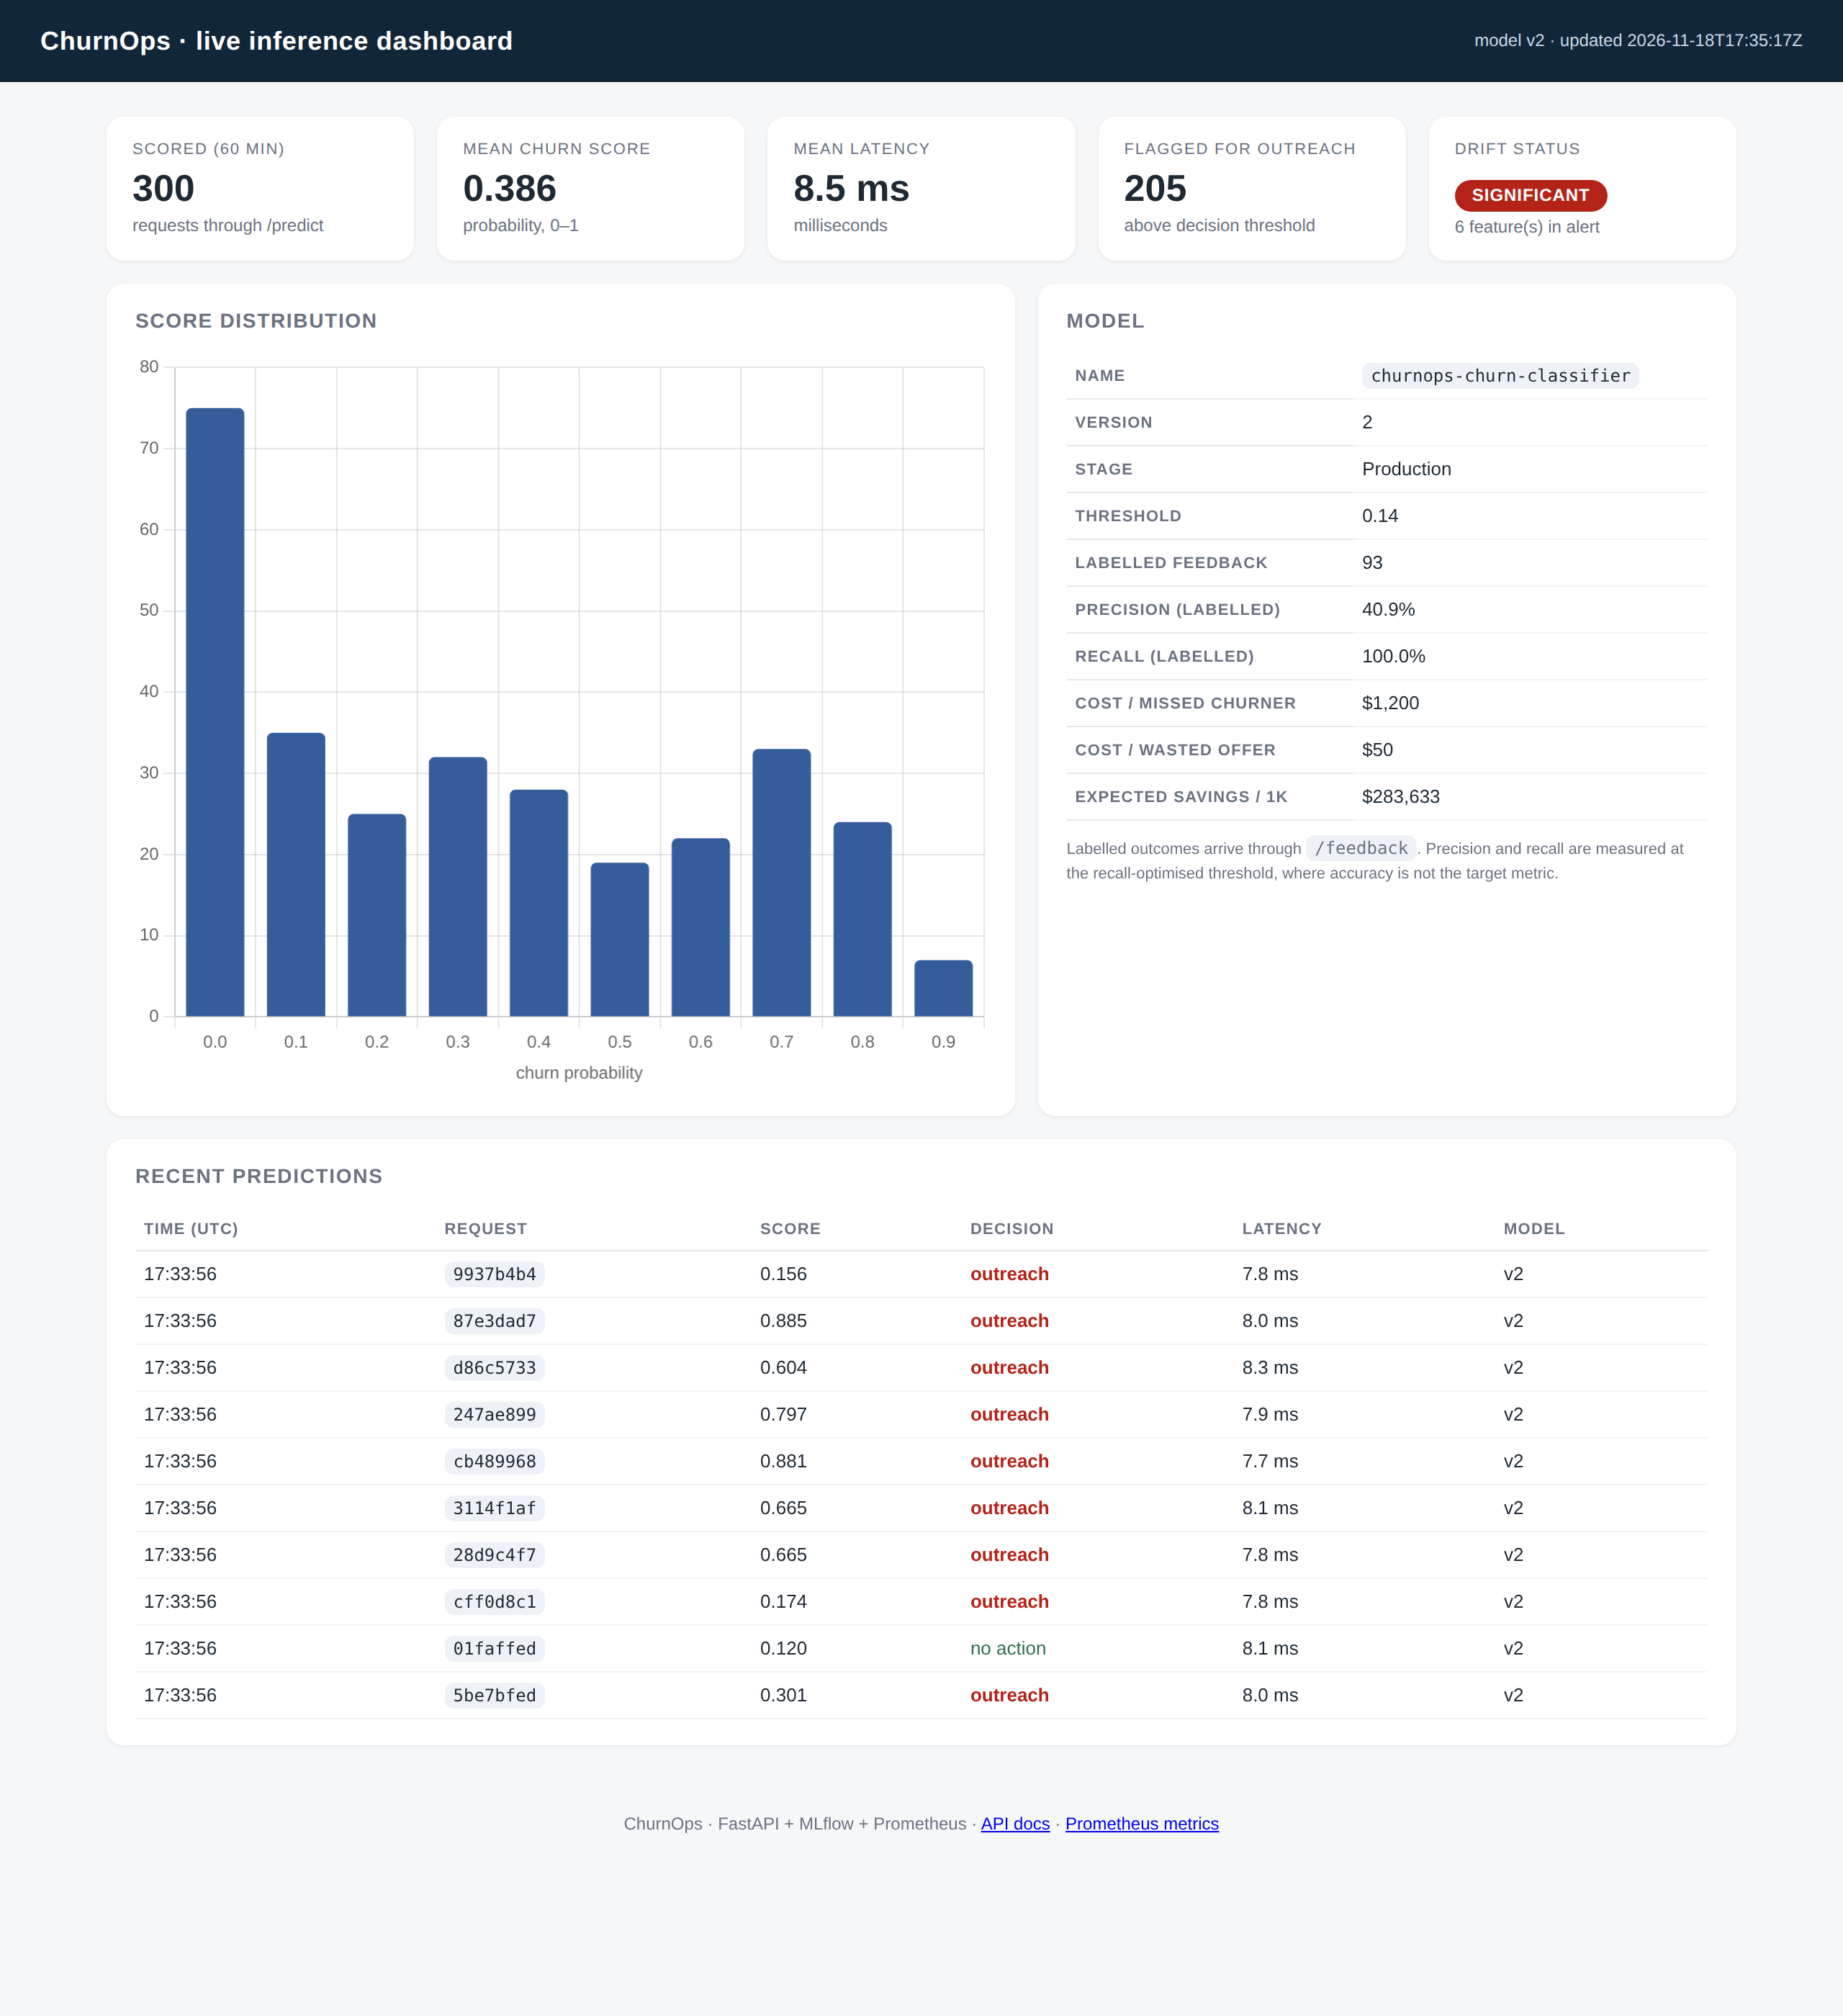 ChurnOps · live inference dashboard
model v2 · updated 2026-11-18T17:35:17Z
SCORED (60 MIN)
300
requests through /predict
MEAN CHURN SCORE
0.386
probability, 0–1
MEAN LATENCY
8.5 ms
milliseconds
FLAGGED FOR OUTREACH
205
above decision threshold
DRIFT STATUS
SIGNIFICANT
6 feature(s) in alert
SCORE DISTRIBUTION
80
70
60
50
40
30
20
10
0
0.0 0.1 0.2 0.3 0.4 0.5 0.6 0.7 0.8 0.9
churn probability
MODEL
NAME churnops-churn-classifier
VERSION 2
STAGE Production
THRESHOLD 0.14
LABELLED FEEDBACK 93
PRECISION (LABELLED) 40.9%
RECALL (LABELLED) 100.0%
COST / MISSED CHURNER $1,200
COST / WASTED OFFER $50
EXPECTED SAVINGS / 1K $283,633
Labelled outcomes arrive through /feedback. Precision and recall are measured at
the recall-optimised threshold, where accuracy is not the target metric.
RECENT PREDICTIONS
TIME (UTC) REQUEST SCORE DECISION LATENCY MODEL
17:33:56 9937b4b4 0.156 outreach 7.8 ms v2
17:33:56 87e3dad7 0.885 outreach 8.0 ms v2
17:33:56 d86c5733 0.604 outreach 8.3 ms v2
17:33:56 247ae899 0.797 outreach 7.9 ms v2
17:33:56 cb489968 0.881 outreach 7.7 ms v2
17:33:56 3114f1af 0.665 outreach 8.1 ms v2
17:33:56 28d9c4f7 0.665 outreach 7.8 ms v2
17:33:56 cff0d8c1 0.174 outreach 7.8 ms v2
17:33:56 01faffed 0.120 no action 8.1 ms v2
17:33:56 5be7bfed 0.301 outreach 8.0 ms v2
ChurnOps · FastAPI + MLflow + Prometheus · API docs · Prometheus metrics